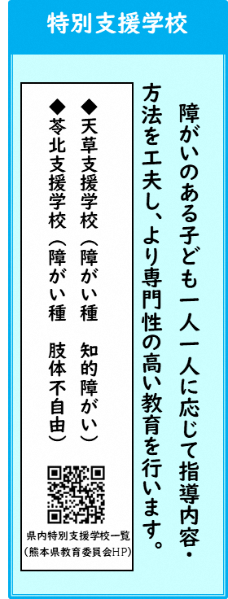 特別支援学校
障がいのある子ども一人一人に応じて指導内容・
方法を工夫し、より専門性の高い教育を行います。
◆天草支援学校（障がい種　知的障がい）
◆苓北支援学校（障がい種　肢体不自由）
県内特別支援学校一覧
(熊本県教育委員会HP)